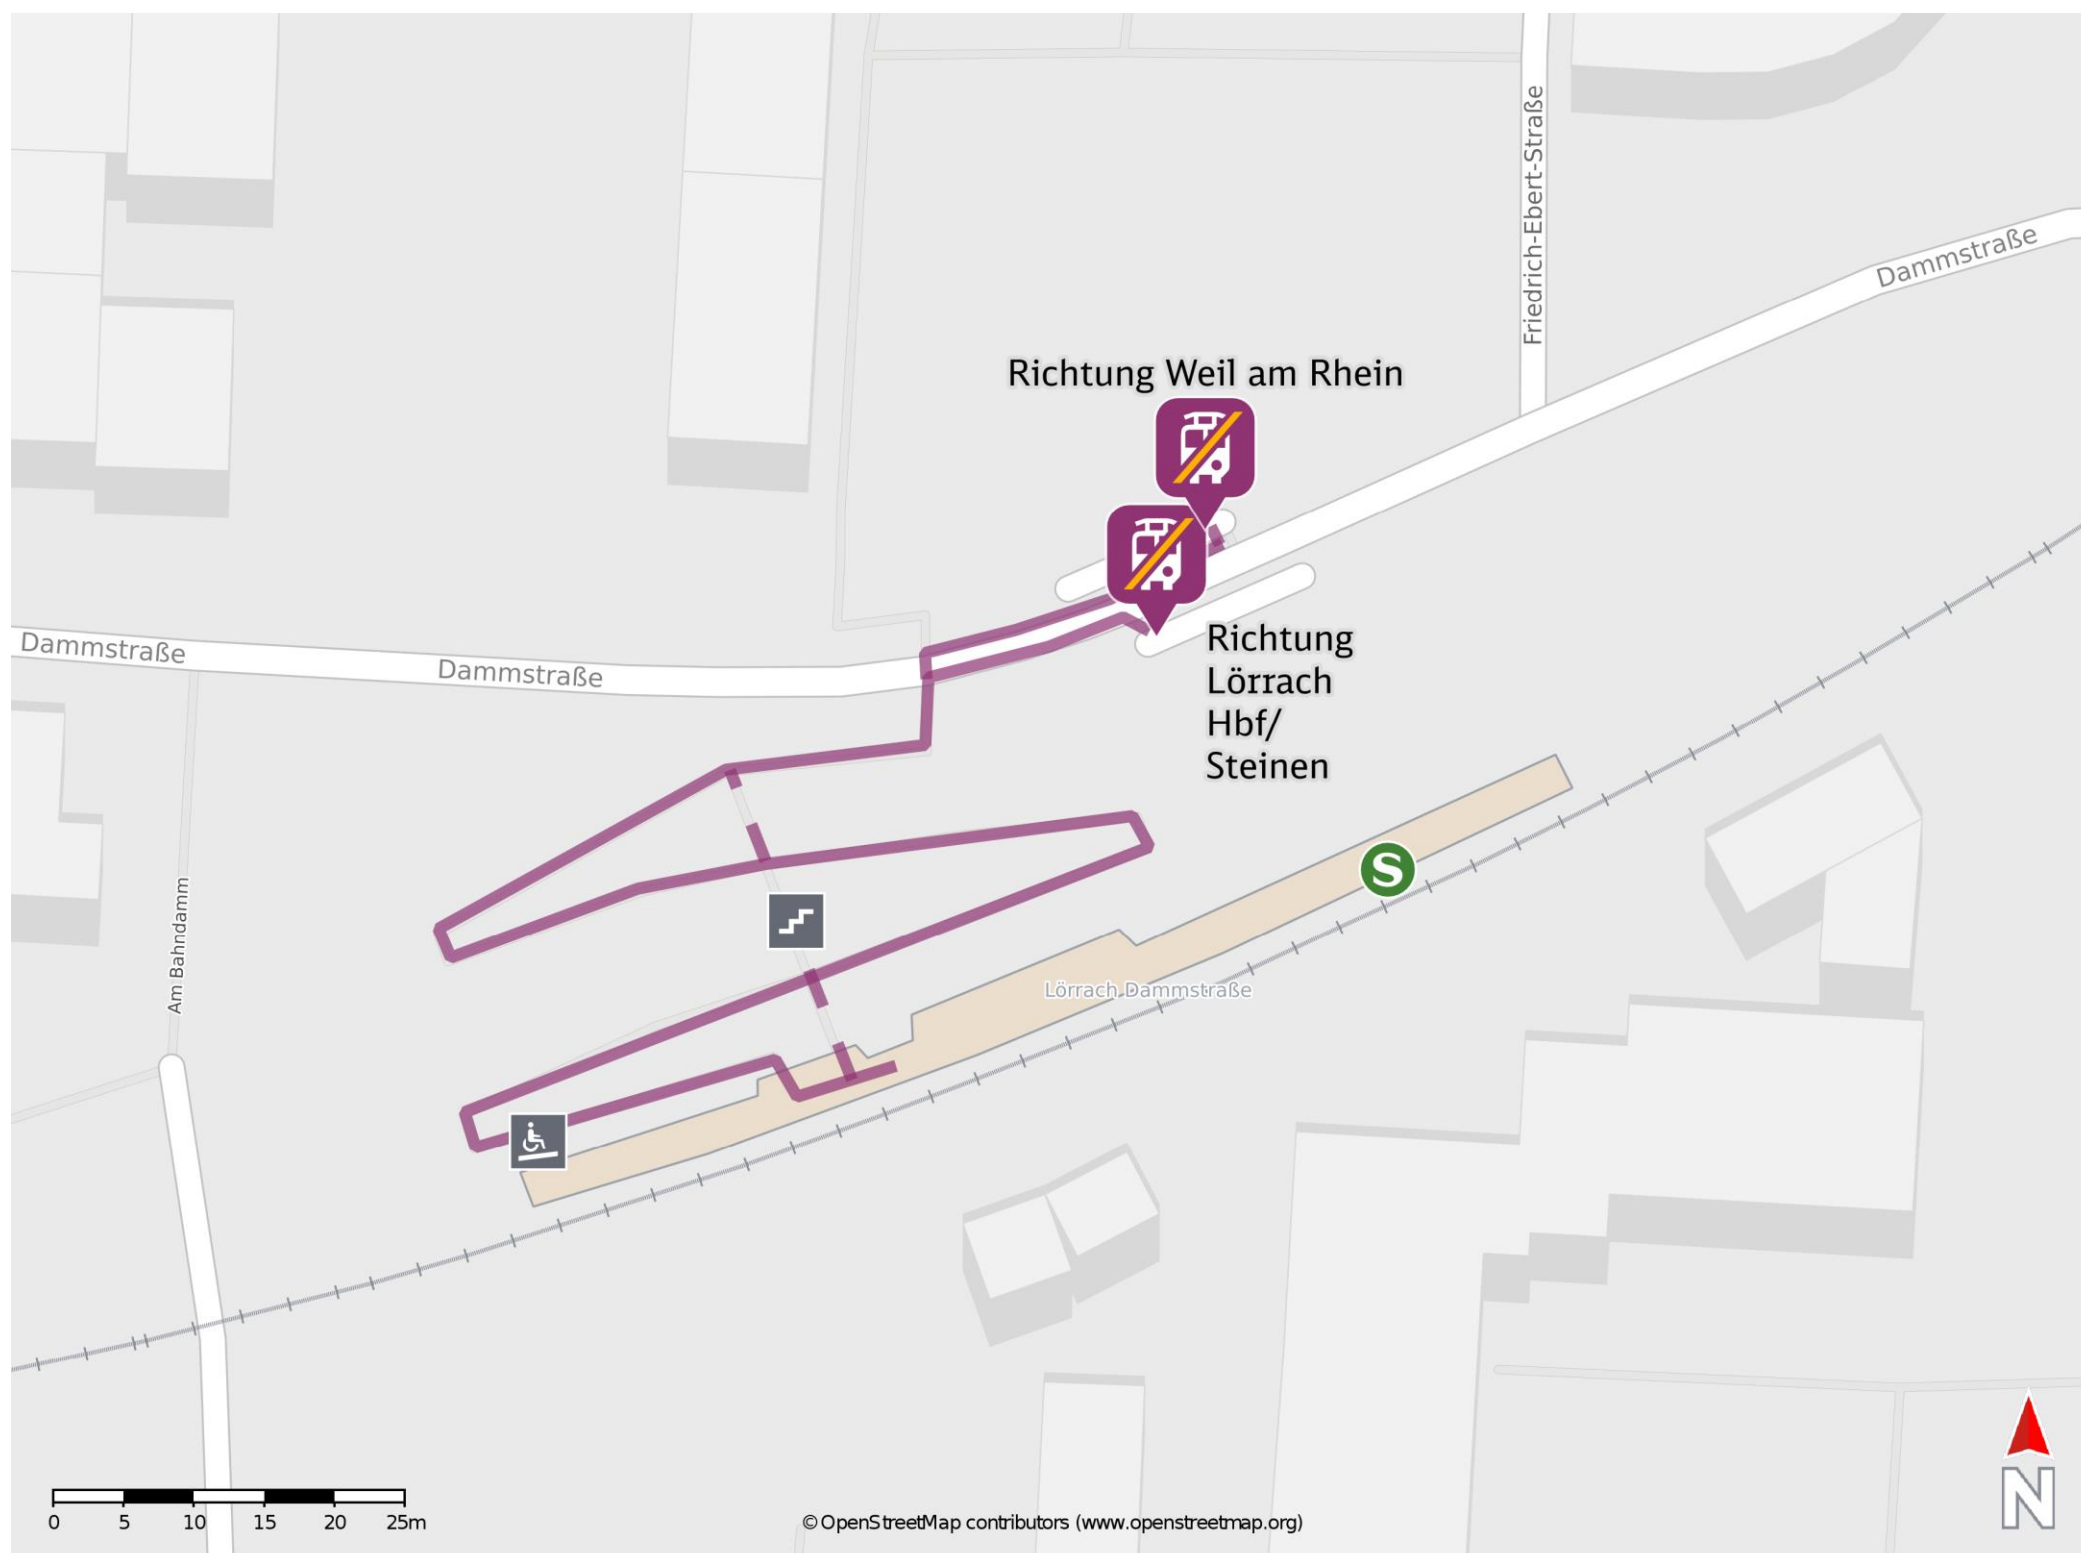 Friedrich-Ebert-Straße
Dammstraße
Richtung Weil am Rhein
Richtung
Lörrach
Hbf/
Steinen
Dammstraße
Dammstraße
S
Am Bahndamm
Lörrach Dammstraße
0 5 10 15 20 25m
© OpenStreetMap contributors (www.openstreetmap.org)
N